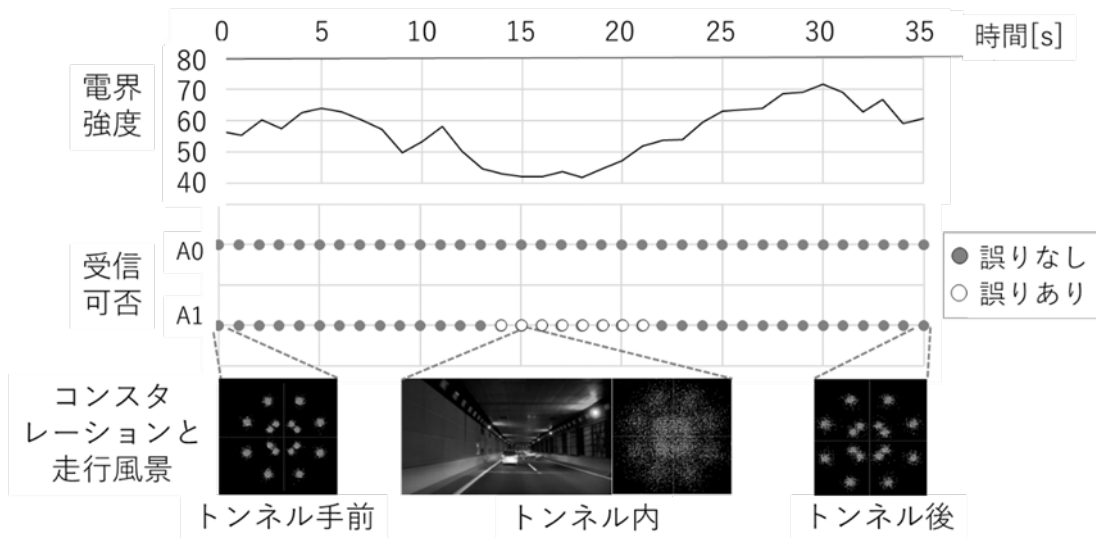 0 5 10 15 20 25 30 35 時間[s]
電界
強度
80
70
60
50
40
受信
可否
A0
A1
誤りなし
誤りあり
コンスタ
レーションと
走行風景
トンネル手前
トンネル内
トンネル後